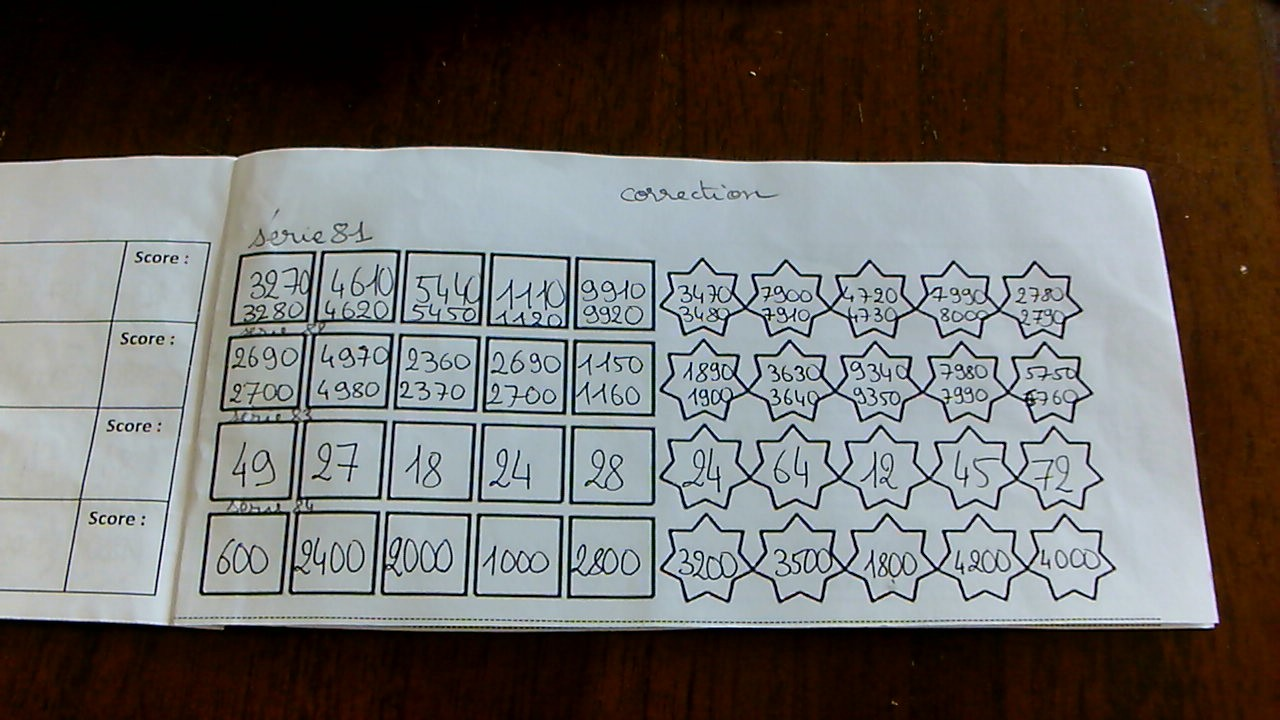 correction
série 81
Score :
3270 4610 5440 1110 9910 3470 7900 4720 7990 2780
3280 4620 5450 1120 9920 3480 7910 4730 8000 2790
série 82
Score :
2690 4970 2360 2690 1150 1890 3630 9340 7980 5750
2700 4980 2370 2700 1160 1900 3640 9350 7990 5760
série 83
Score :
49 27 18 24 28 24 64 12 45 72
série 84
Score :
600 2400 2000 1000 2800 3200 3500 1800 4200 4000